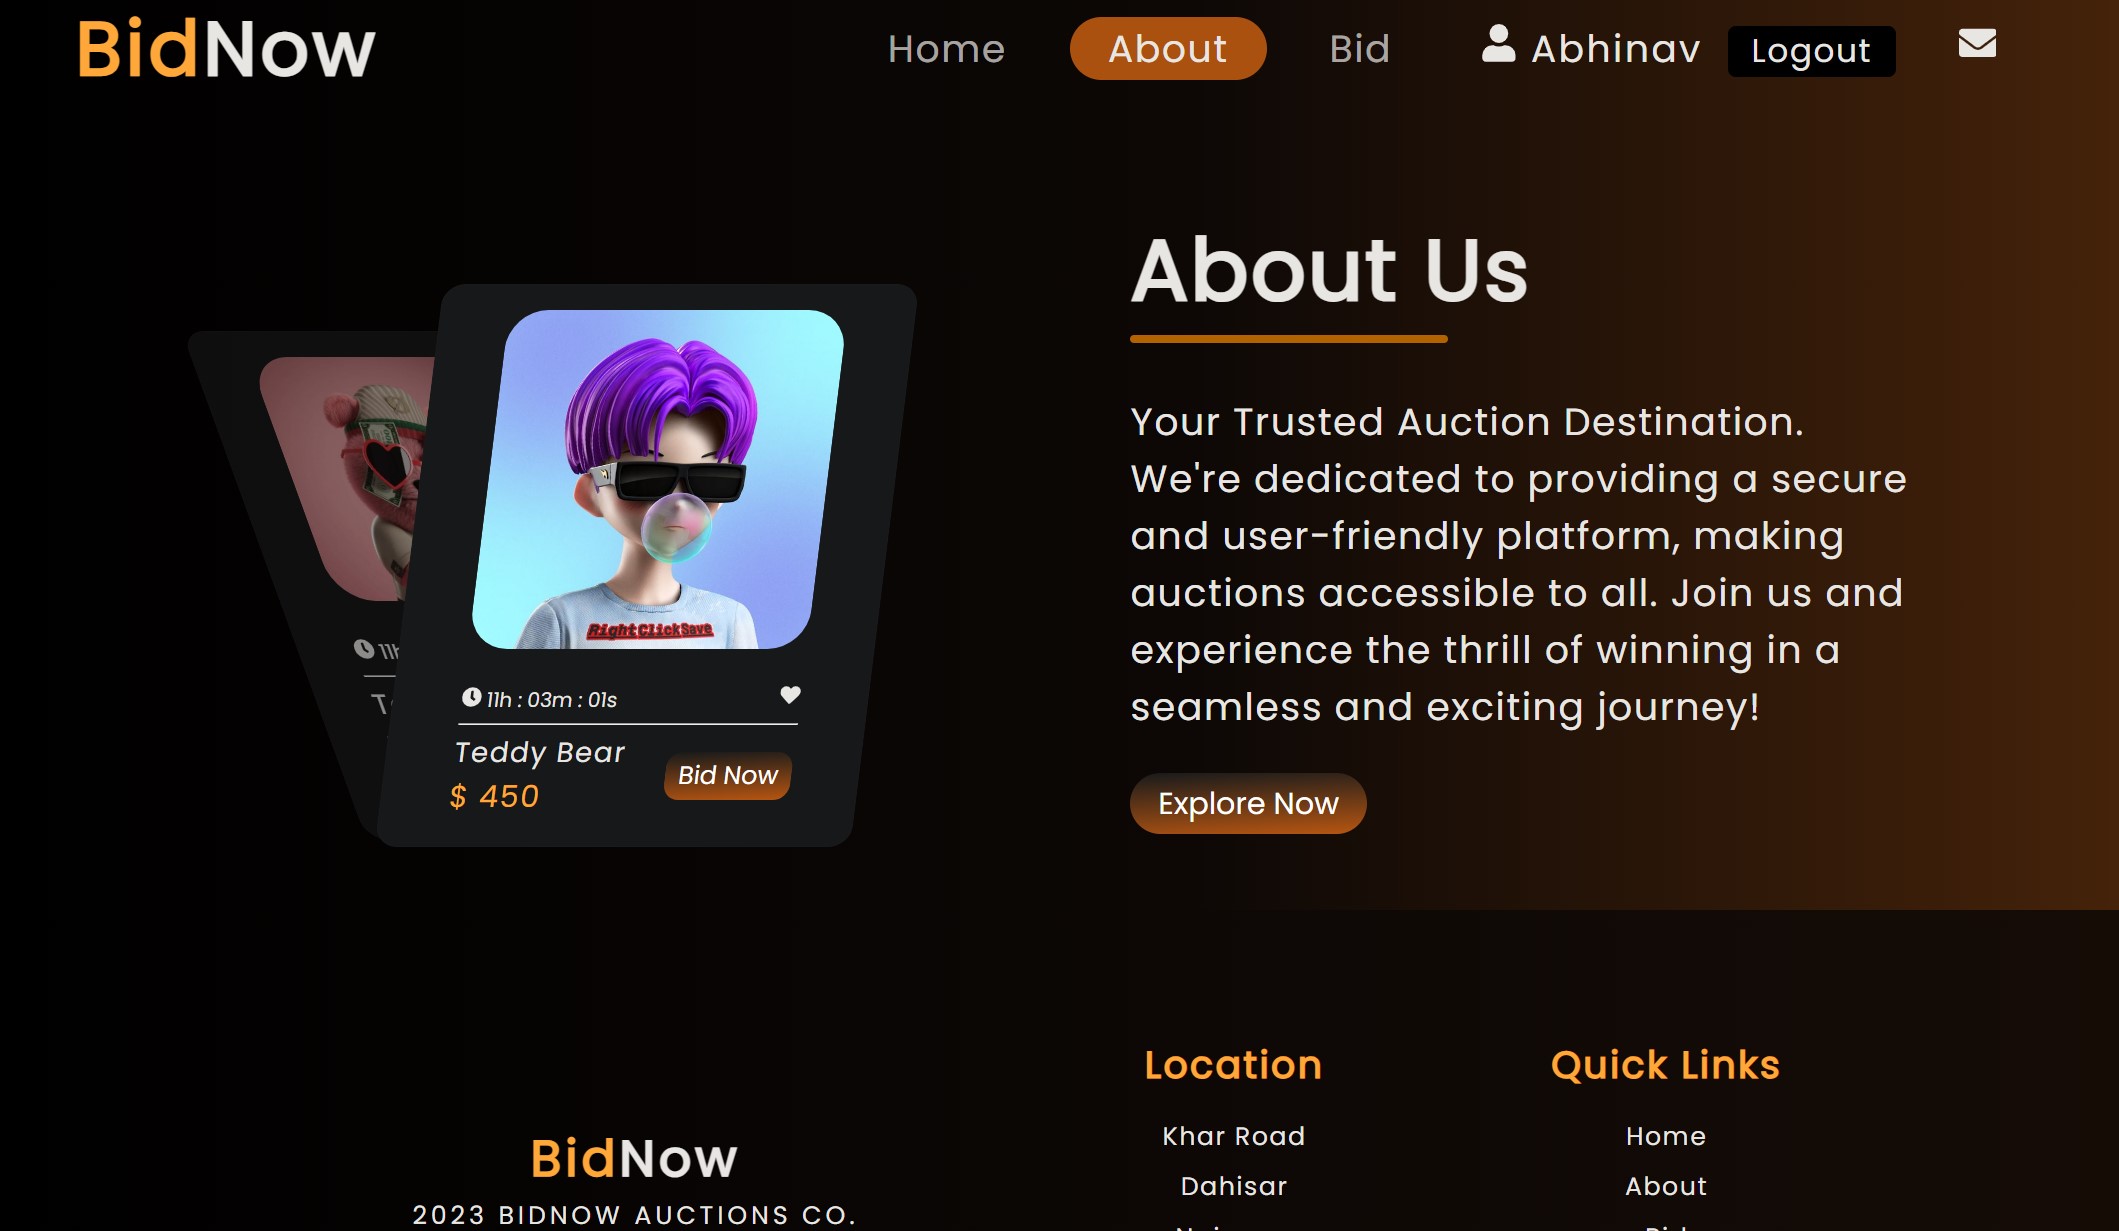 BidNow
Home
About
Bid
Abhinav
Logout
About Us
Your Trusted Auction Destination.
We're dedicated to providing a secure
and user-friendly platform, making
auctions accessible to all. Join us and
experience the thrill of winning in a
seamless and exciting journey!
Explore Now
RightClickSave
11h : 03m : 01s
Teddy Bear
$ 450
Bid Now
BidNow
2023 BIDNOW AUCTIONS CO.
Location
Khar Road
Dahisar
Quick Links
Home
About